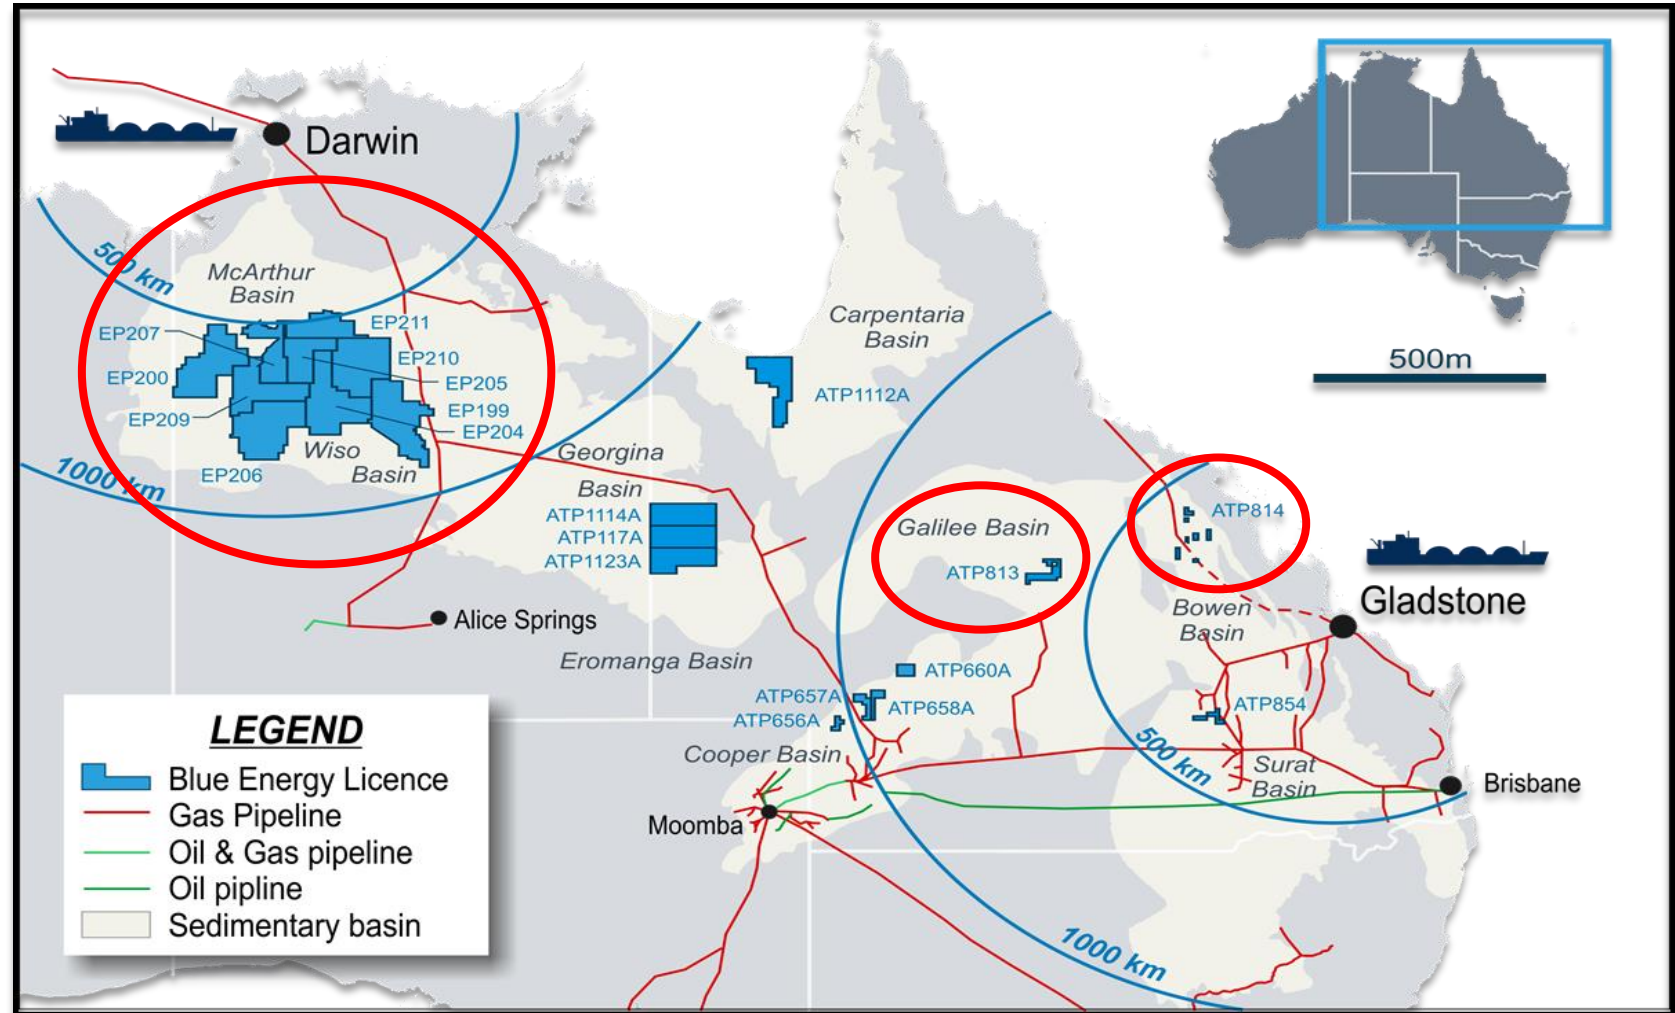 Darwin
500 km
McArthur
Basin
EP207
EP211
EP210
EP200
EP205
EP209
EP199
EP204
Wiso
Basin
EP206
1000 km
Carpentaria
Basin
ATP1112A
500m
Georgina
Basin
ATP1114A
ATP117A
ATP1123A
Galilee Basin
ATP813
ATP814
Gladstone
Bowen
Basin
Alice Springs
Eromanga Basin
ATP660A
ATP657A
ATP658A
ATP656A
ATP854
Cooper Basin
500 km
Surat
Basin
Brisbane
Moomba
1000 km
LEGEND
Blue Energy Licence
Gas Pipeline
Oil & Gas pipeline
Oil pipline
Sedimentary basin